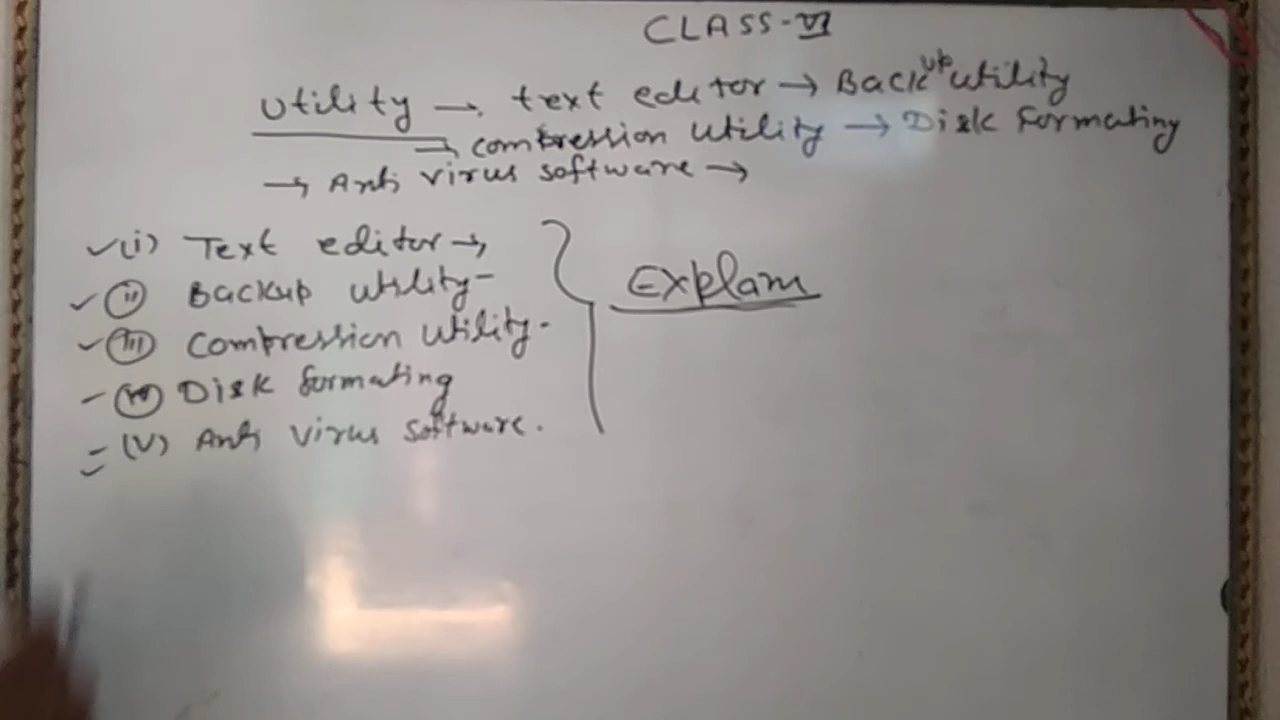 CLASS-VI
Utility → text editor → Backup utility
→ compression utility → Disk Formating
→ Anti virus software →
(i) Text editor →
(ii) Backup utility -
(iii) Compression utility -
(iv) Disk formating
(v) Anti virus software.
Explain